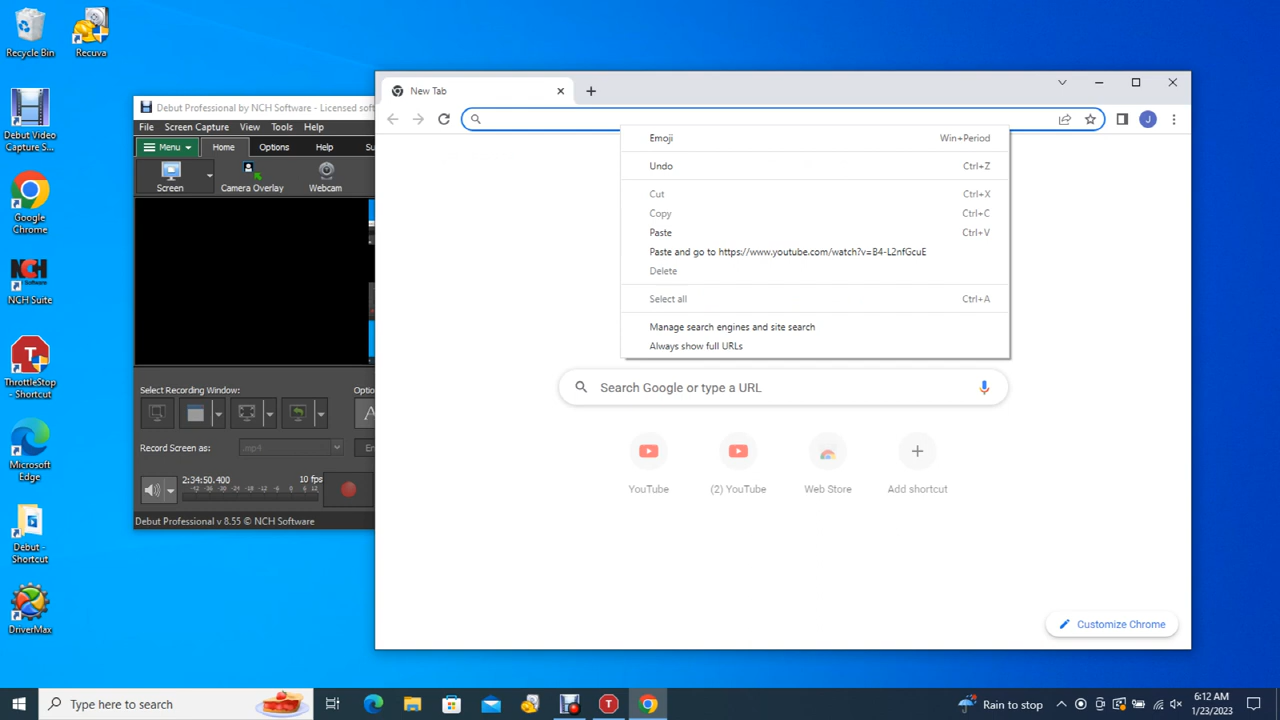 Recycle Bin
Recuva
Debut Video
Capture S...
Google
Chrome
NCH
Software
NCH Suite
ThrottleStop
- Shortcut
Microsoft
Edge
Debut -
Shortcut
DriverMax
Debut Professional by NCH Software - Licensed soft
File Screen Capture View Tools Help
Menu Home Options Help Su
Screen Camera Overlay Webcam
Select Recording Window: Optio
A
Record Screen as: .mp4 En
2:34:50.400 10 fps
Debut Professional v 8.55 © NCH Software
New Tab
J
Emoji Win+Period
Undo Ctrl+Z
Cut Ctrl+X
Copy Ctrl+C
Paste Ctrl+V
Paste and go to https://www.youtube.com/watch?v=B4-L2nfGcuE
Delete
Select all Ctrl+A
Manage search engines and site search
Always show full URLs
Search Google or type a URL
YouTube (2) YouTube Web Store Add shortcut
Customize Chrome
Type here to search
Rain to stop
6:12 AM
1/23/2023